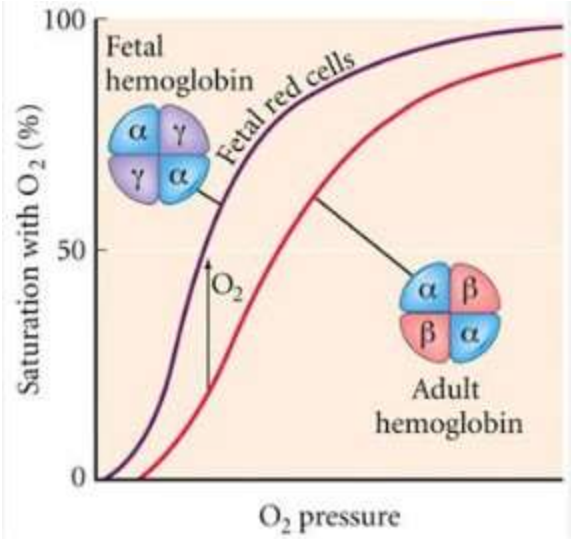 100
Fetal
hemoglobin
Fetal red cells
α γ
γ α
Saturation with O₂ (%)
50
O₂
α β
β α
Adult
hemoglobin
0
O₂ pressure